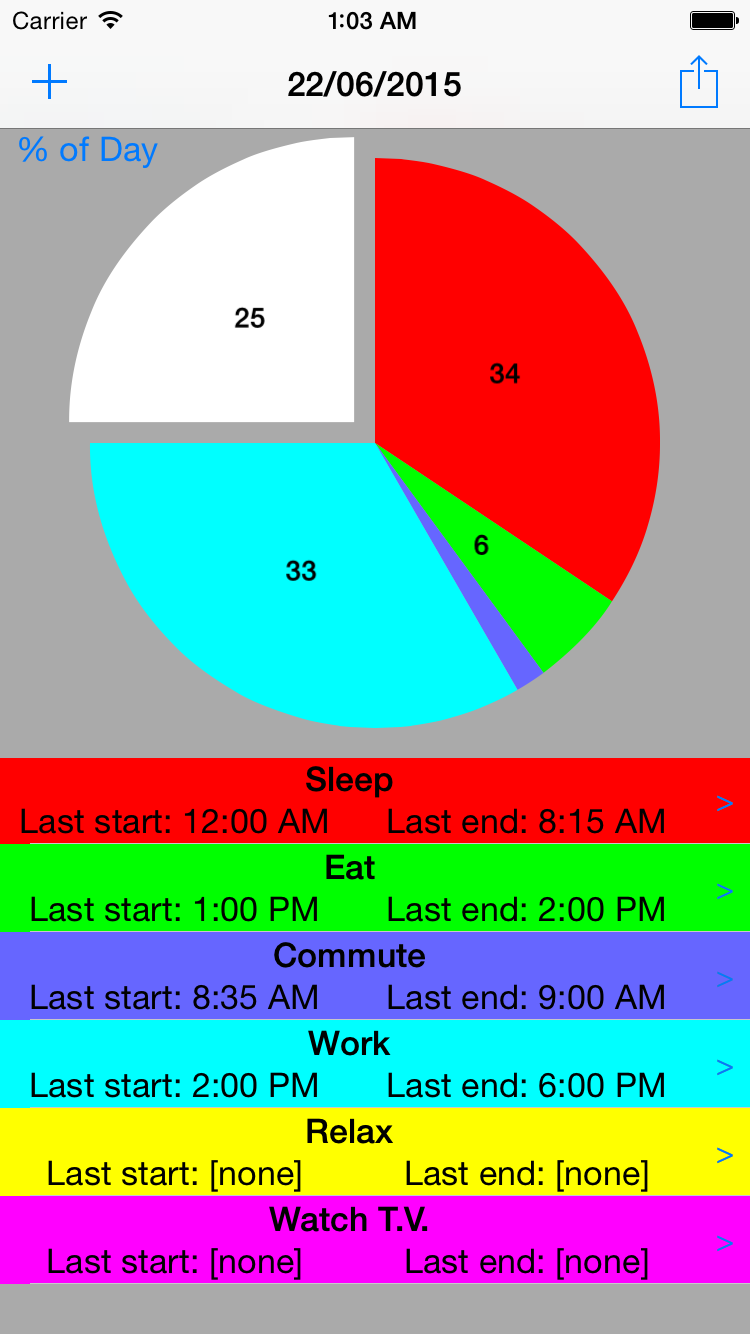 Carrier 1:03 AM
22/06/2015
% of Day
25
34
6
33
Sleep
Last start: 12:00 AM Last end: 8:15 AM >
Eat
Last start: 1:00 PM Last end: 2:00 PM >
Commute
Last start: 8:35 AM Last end: 9:00 AM >
Work
Last start: 2:00 PM Last end: 6:00 PM >
Relax
Last start: [none] Last end: [none] >
Watch T.V.
Last start: [none] Last end: [none] >